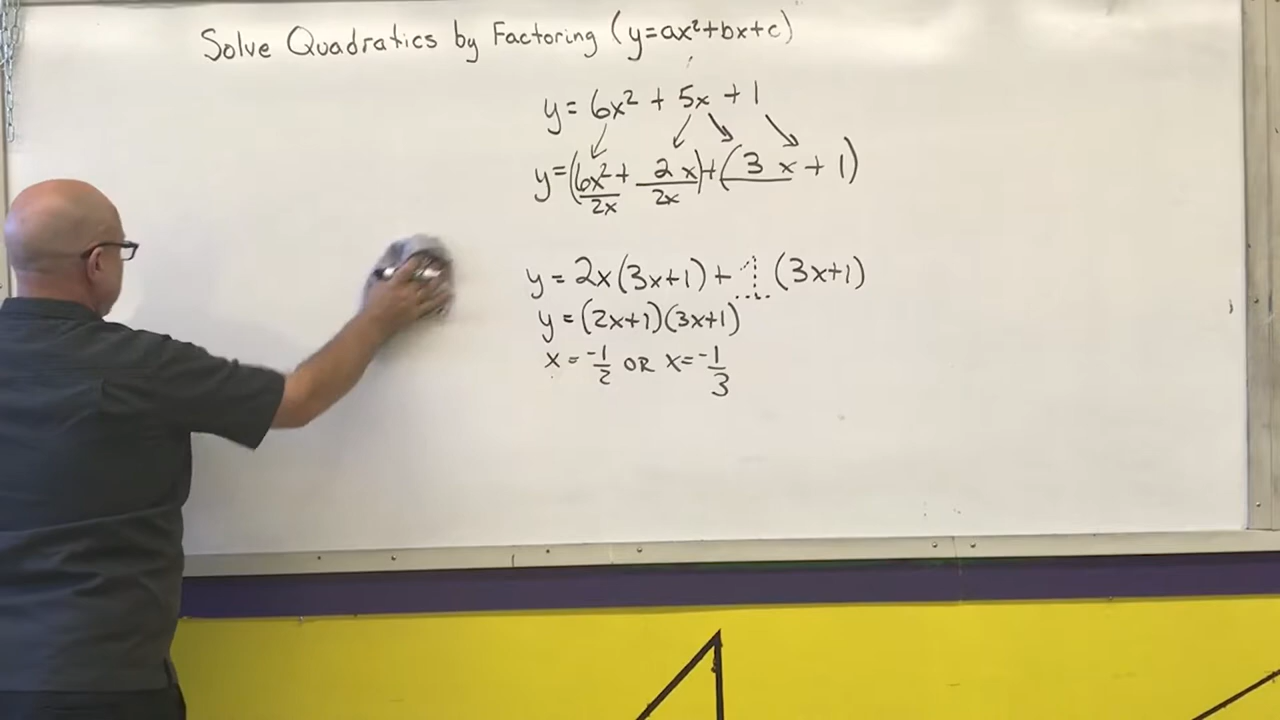 Solve Quadratics by Factoring (y=ax²+bx+c)
y = 6x² + 5x + 1
y=(6x²+ 2x)+(3x+1)
2x 2x
y = 2x(3x+1) + 1 (3x+1)
y = (2x+1)(3x+1)
x = -1/2 OR x = -1/3